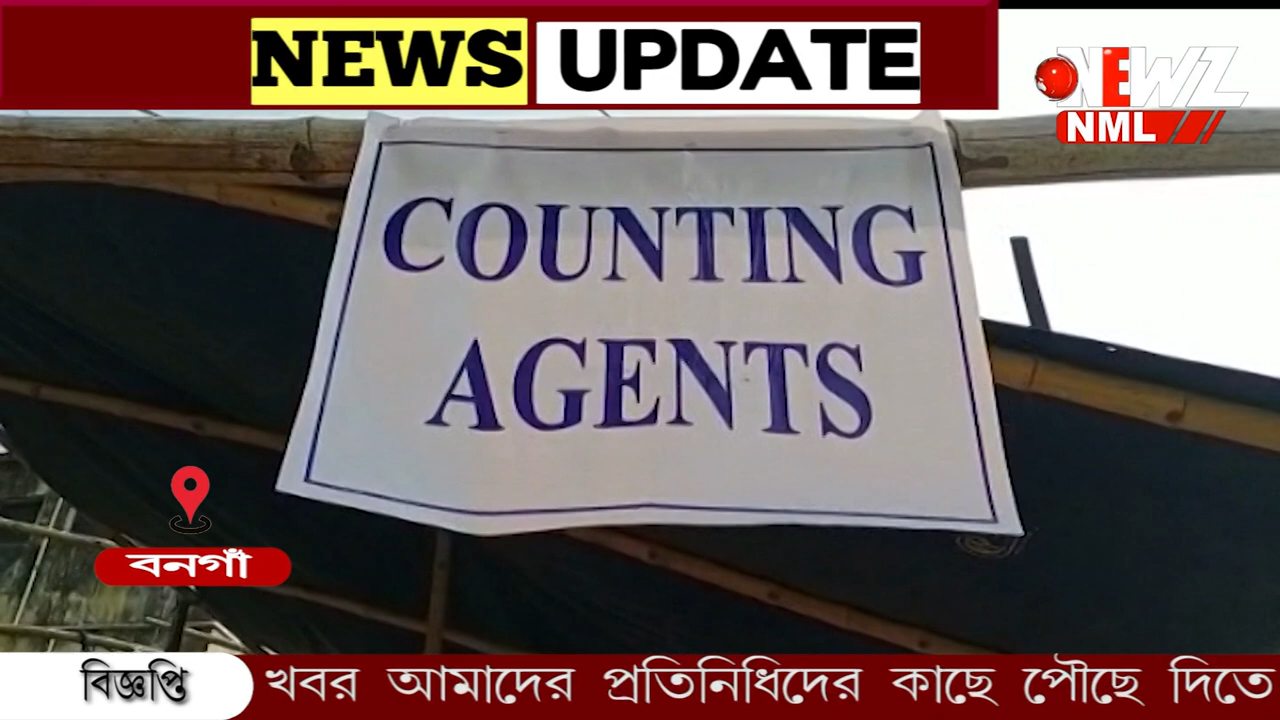 NEWS UPDATE
NEWZ
NML
COUNTING
AGENTS
বনগাঁ
বিজ্ঞপ্তি
খবর আমাদের প্রতিনিধিদের কাছে পৌছে দিতে